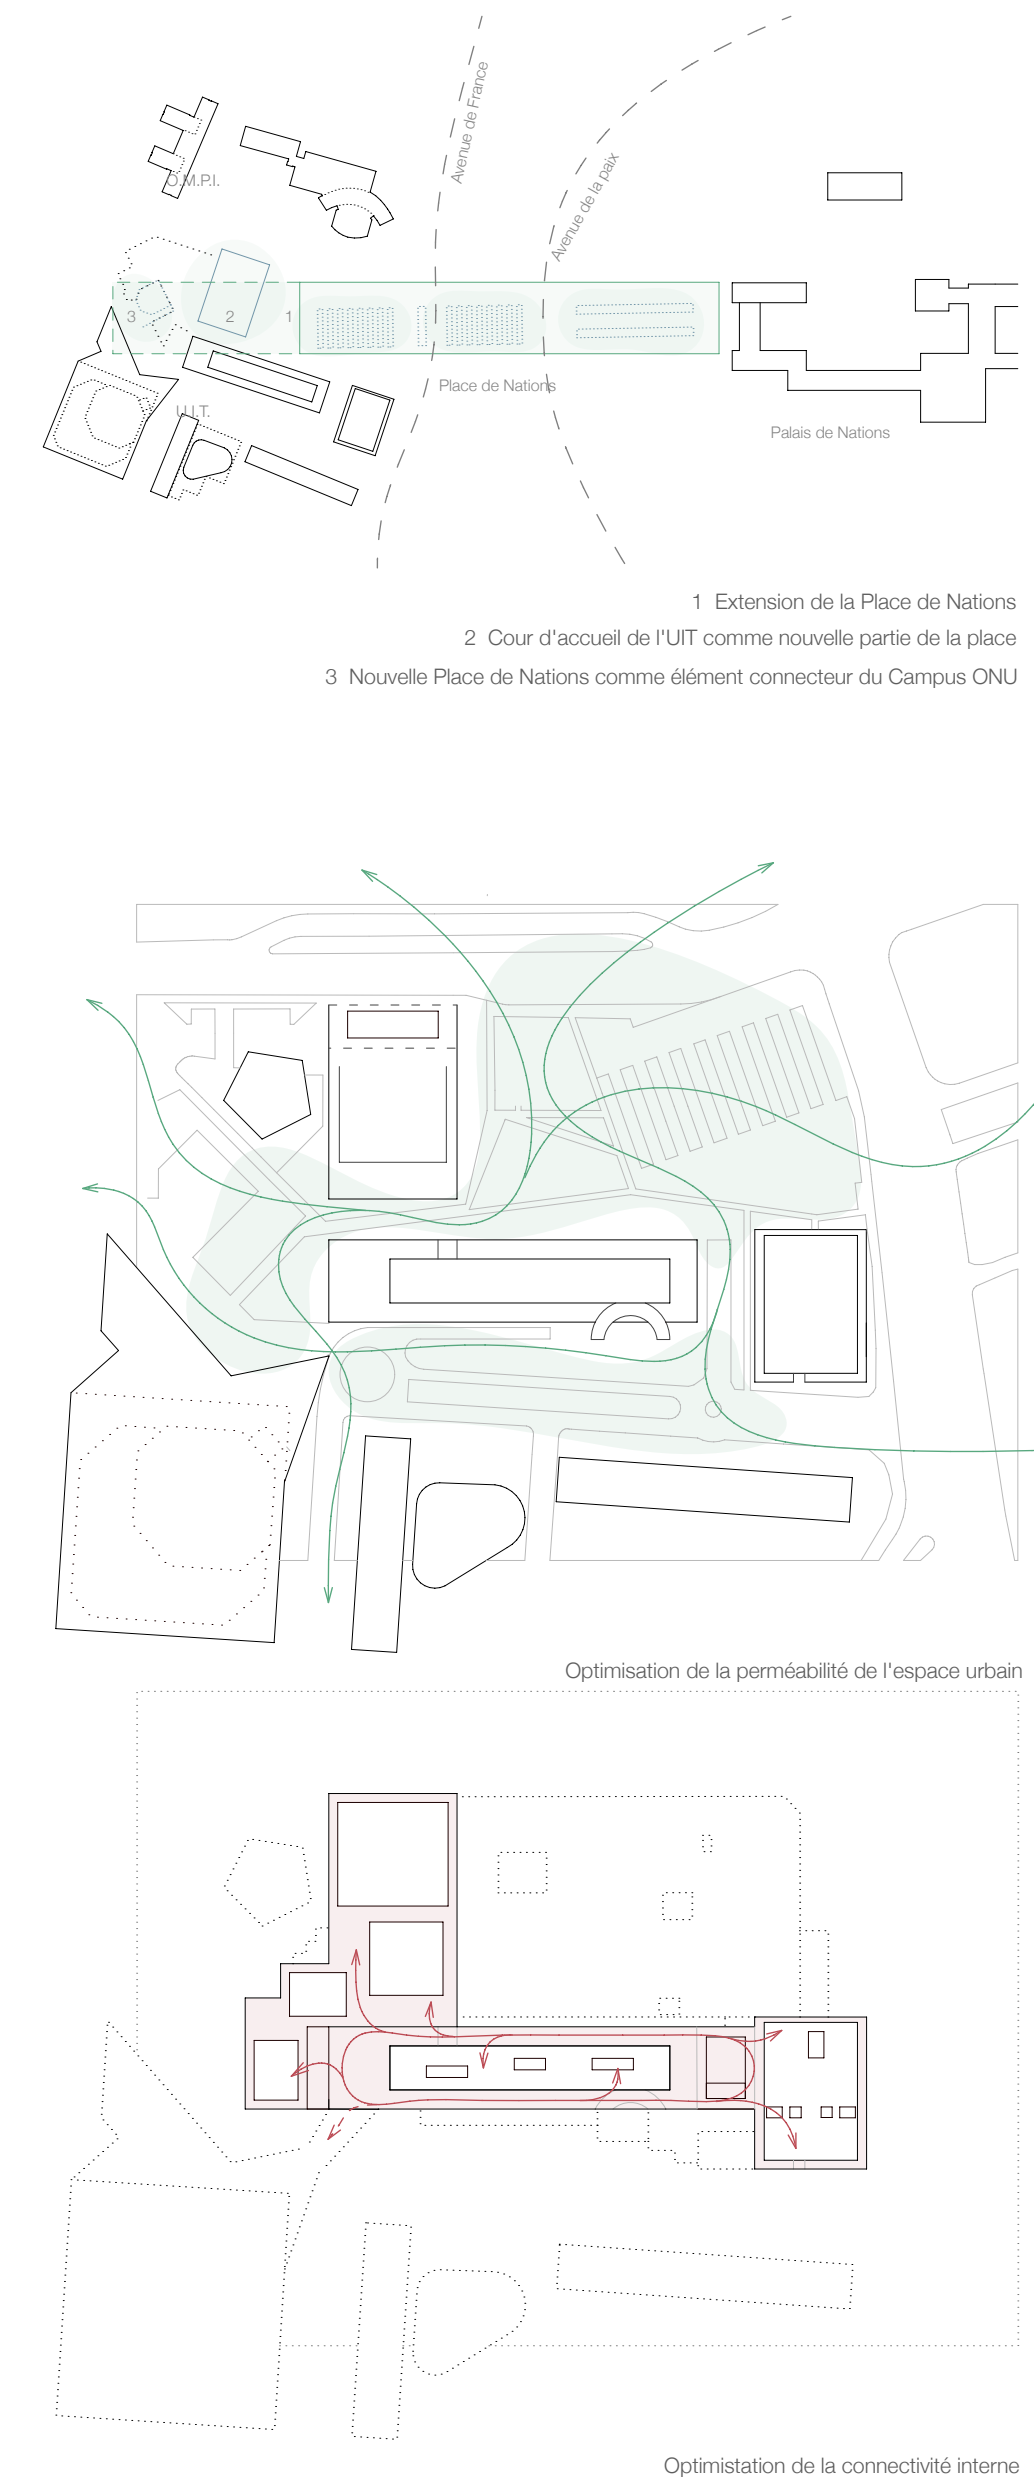 Avenue de France
Avenue de la paix
O.M.P.I.
3
2
1
Place de Nations
U.I.T.
Palais de Nations
1 Extension de la Place de Nations
2 Cour d'accueil de l'UIT comme nouvelle partie de la place
3 Nouvelle Place de Nations comme élément connecteur du Campus ONU
Optimisation de la perméabilité de l'espace urbain
Optimistation de la connectivité interne